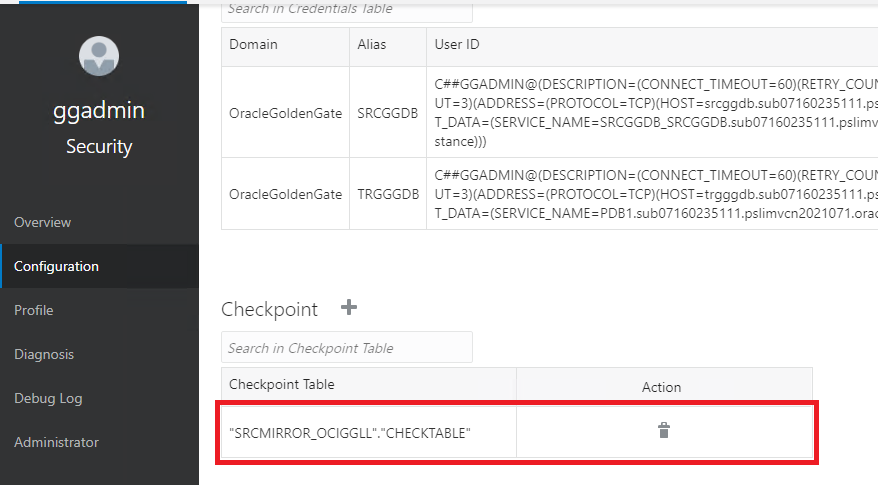 Search in Credentials Table
ggadmin
Security
Overview
Configuration
Profile
Diagnosis
Debug Log
Administrator
Domain Alias User ID
OracleGoldenGate SRCGGDB C##GGADMIN@(DESCRIPTION=(CONNECT_TIMEOUT=60)(RETRY_COUN
UT=3)(ADDRESS=(PROTOCOL=TCP)(HOST=srcggdb.sub07160235111.ps
T_DATA=(SERVICE_NAME=SRCGGDB_SRCGGDB.sub07160235111.pslimv
stance)))
OracleGoldenGate TRGGGDB C##GGADMIN@(DESCRIPTION=(CONNECT_TIMEOUT=60)(RETRY_COUN
UT=3)(ADDRESS=(PROTOCOL=TCP)(HOST=trgggdb.sub07160235111.ps
T_DATA=(SERVICE_NAME=PDB1.sub07160235111.pslimvcn2021071.orac
Checkpoint
Search in Checkpoint Table
Checkpoint Table Action
"SRCMIRROR_OCIGGLL"."CHECKTABLE"